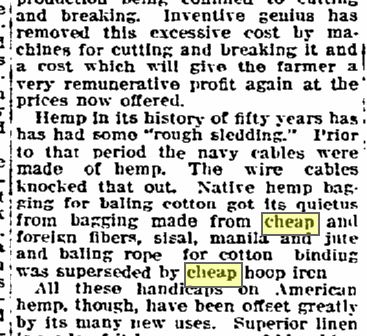 production being confined to cutting
and breaking. Inventive genius has
removed this excessive cost by ma-
chines for cutting and breaking it and
a cost which will give the farmer a
very remunerative profit again at the
prices now offered.
Hemp in its history of fifty years has
has had some "rough sledding." Prior
to that period the navy cables were
made of hemp. The wire cables
knocked that out. Native hemp bag-
ging for baling cotton got its quietus
from bagging made from cheap and
foreign fibers, sisal, manila and jute
and baling rope for cotton binding
was superseded by cheap hoop iron
All these handicaps on American
hemp, though, have been offset greatly
by its many new uses. Superior linen